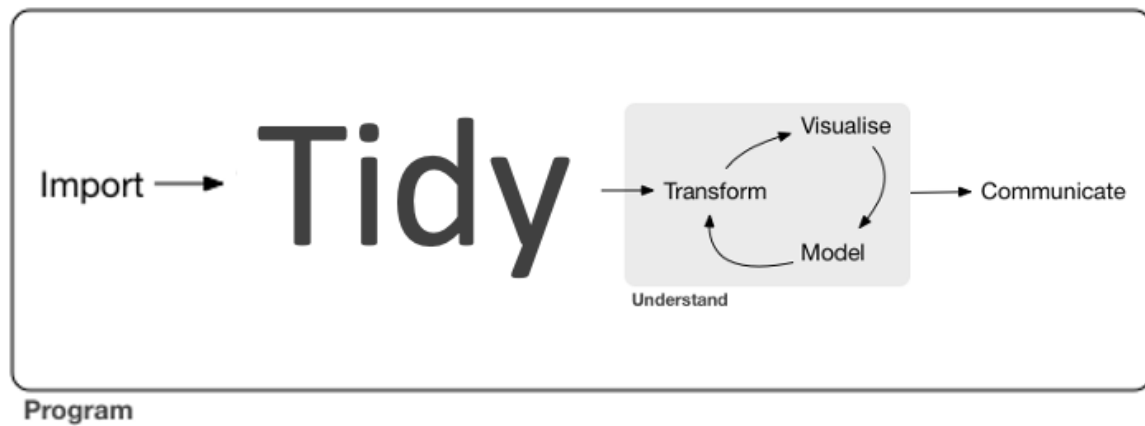 Import
Tidy
Visualise
Transform
Model
Understand
Communicate
Program